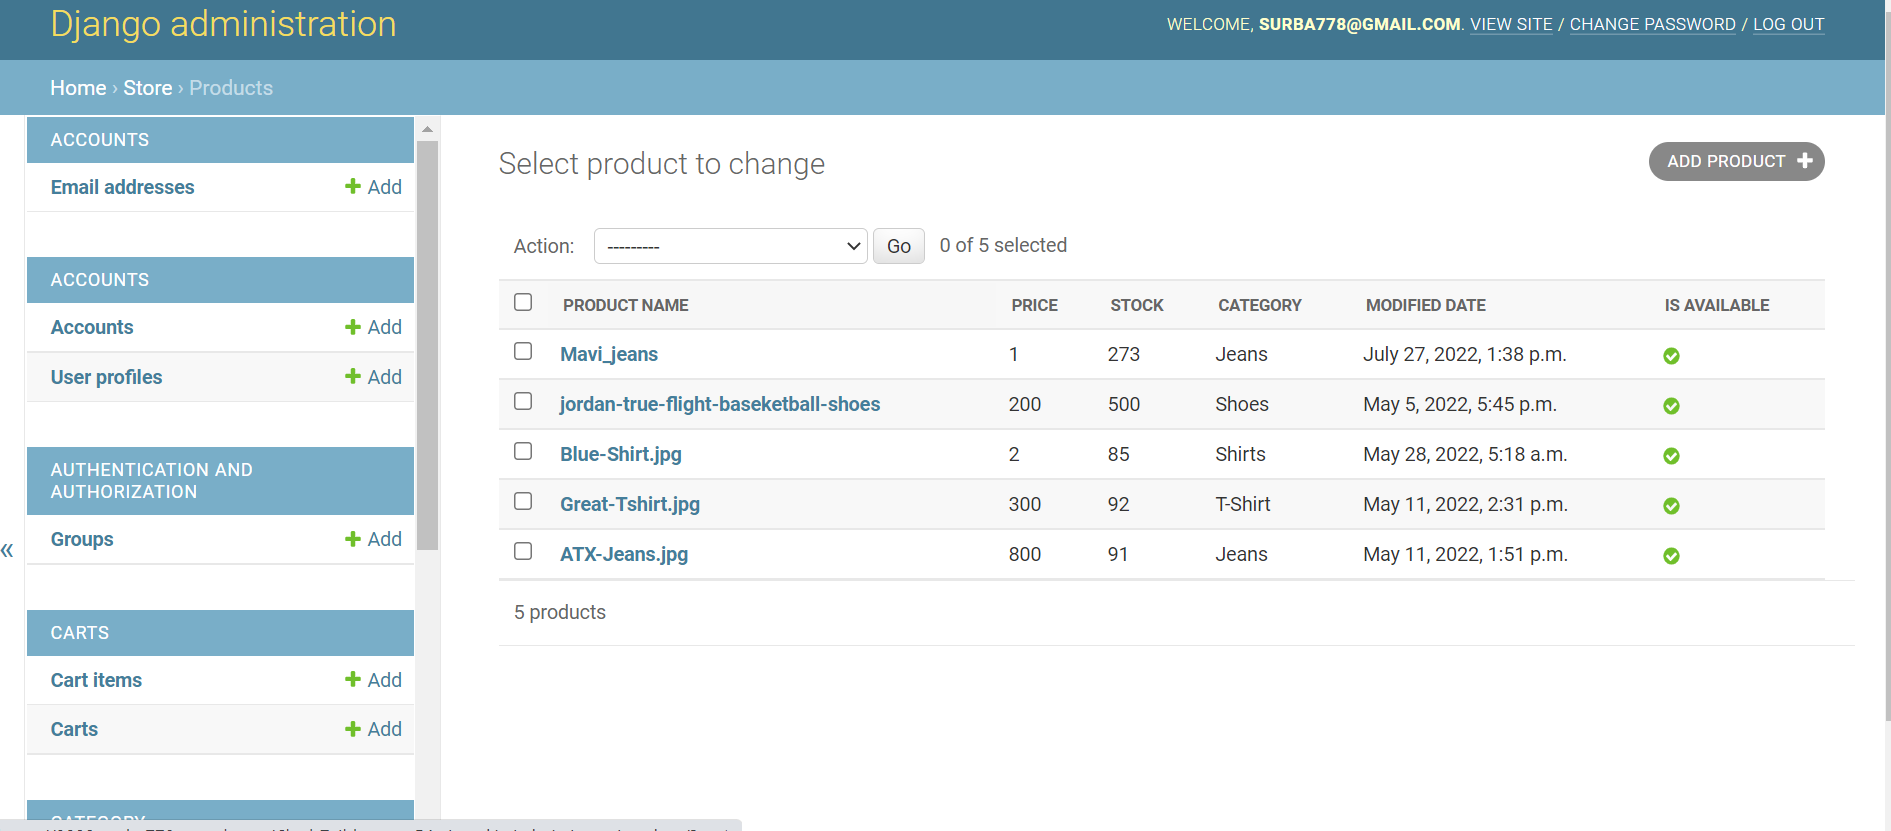 Django administration
WELCOME, SURBA778@GMAIL.COM. VIEW SITE / CHANGE PASSWORD / LOG OUT
Home › Store › Products
ACCOUNTS
Email addresses + Add
ACCOUNTS
Accounts + Add
User profiles + Add
AUTHENTICATION AND
AUTHORIZATION
Groups + Add
CARTS
Cart items + Add
Carts + Add
CATEGORY
«
Select product to change
ADD PRODUCT +
Action: --------- Go 0 of 5 selected
PRODUCT NAME PRICE STOCK CATEGORY MODIFIED DATE IS AVAILABLE
Mavi_jeans 1 273 Jeans July 27, 2022, 1:38 p.m.
jordan-true-flight-baseketball-shoes 200 500 Shoes May 5, 2022, 5:45 p.m.
Blue-Shirt.jpg 2 85 Shirts May 28, 2022, 5:18 a.m.
Great-Tshirt.jpg 300 92 T-Shirt May 11, 2022, 2:31 p.m.
ATX-Jeans.jpg 800 91 Jeans May 11, 2022, 1:51 p.m.
5 products